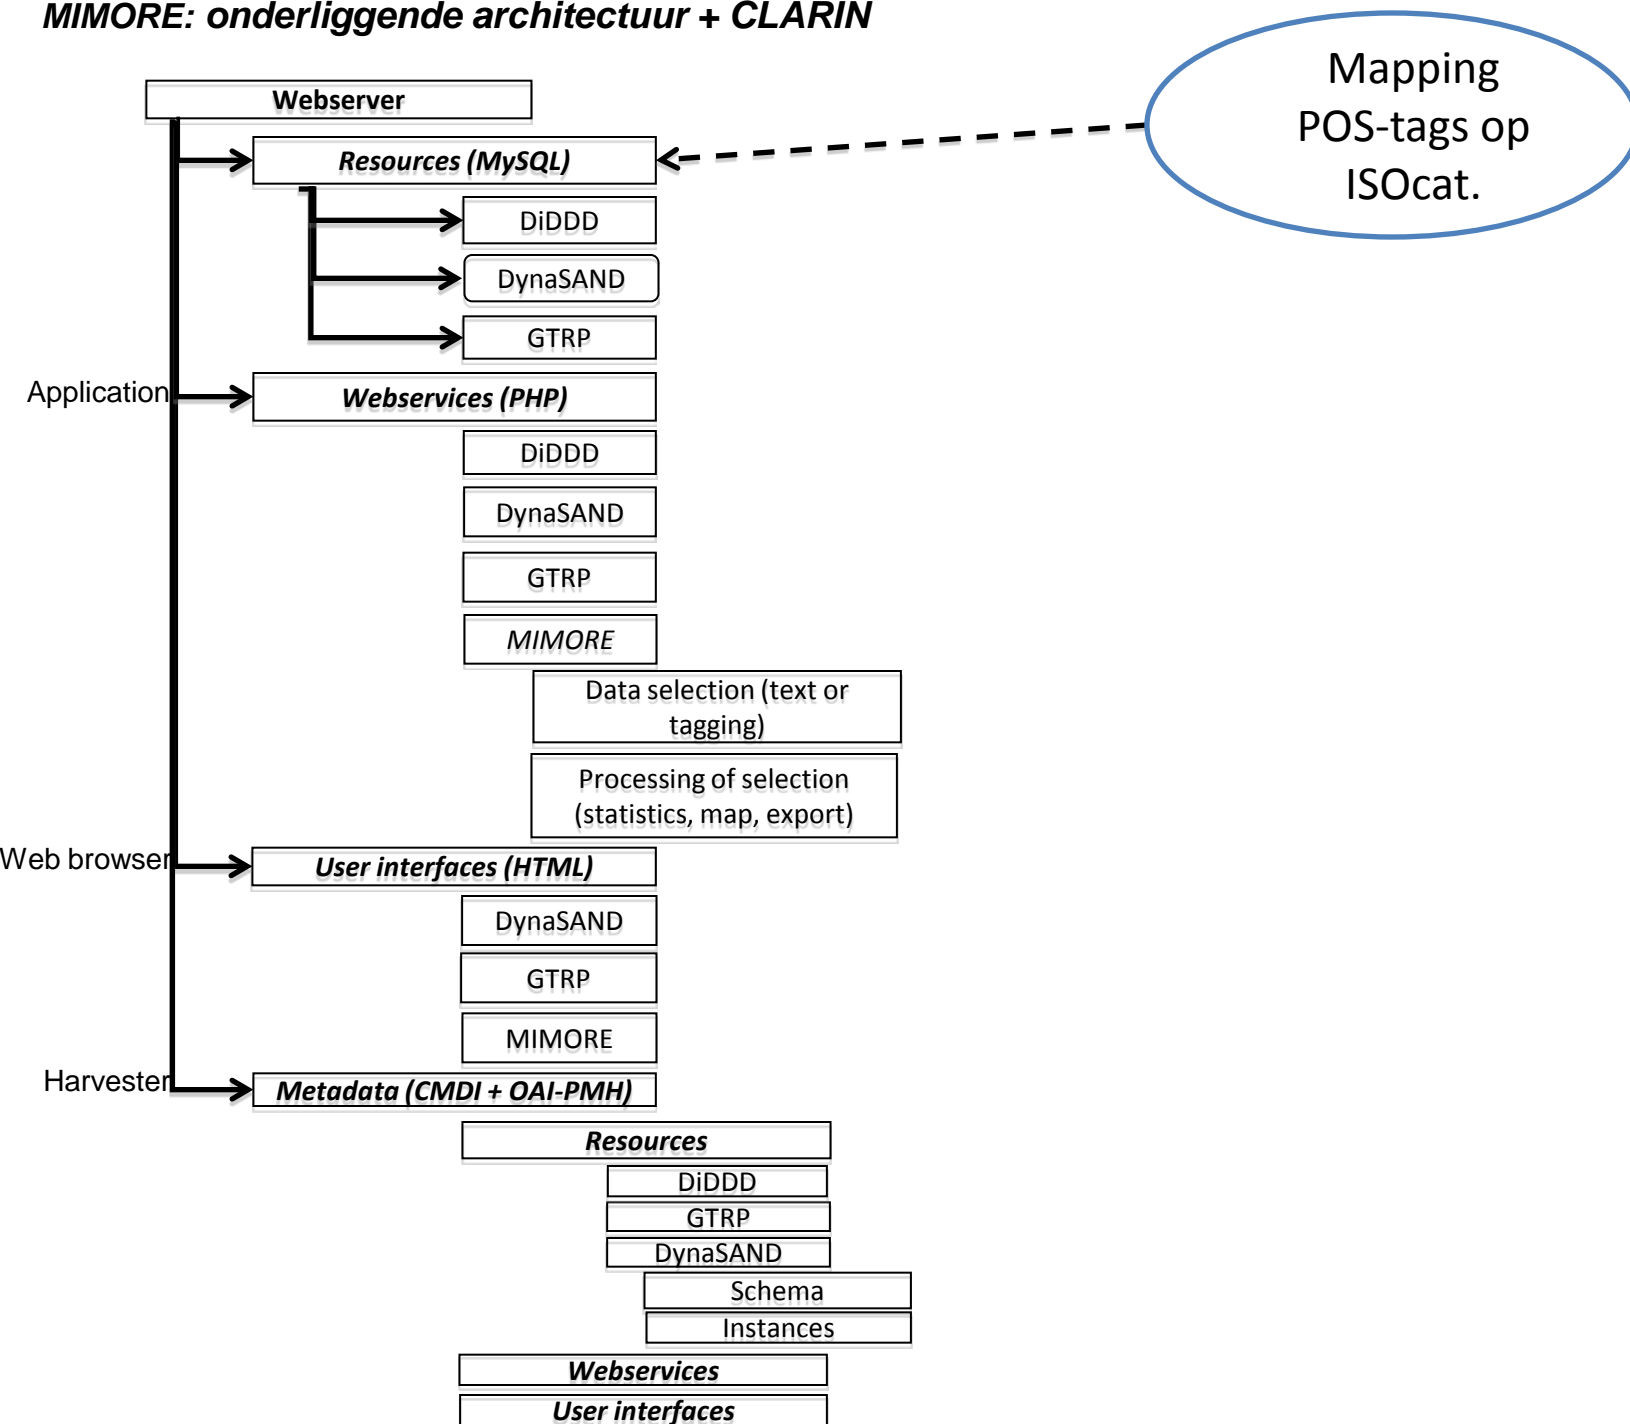 MIMORE: onderliggende architectuur + CLARIN
Mapping
POS-tags op
ISOcat.
Webserver
Resources (MySQL)
DiDDD
DynaSAND
GTRP
Application
Webservices (PHP)
DiDDD
DynaSAND
GTRP
MIMORE
Data selection (text or
tagging)
Processing of selection
(statistics, map, export)
Web browser
User interfaces (HTML)
DynaSAND
GTRP
MIMORE
Harvester
Metadata (CMDI + OAI-PMH)
Resources
DiDDD
GTRP
DynaSAND
Schema
Instances
Webservices
User interfaces